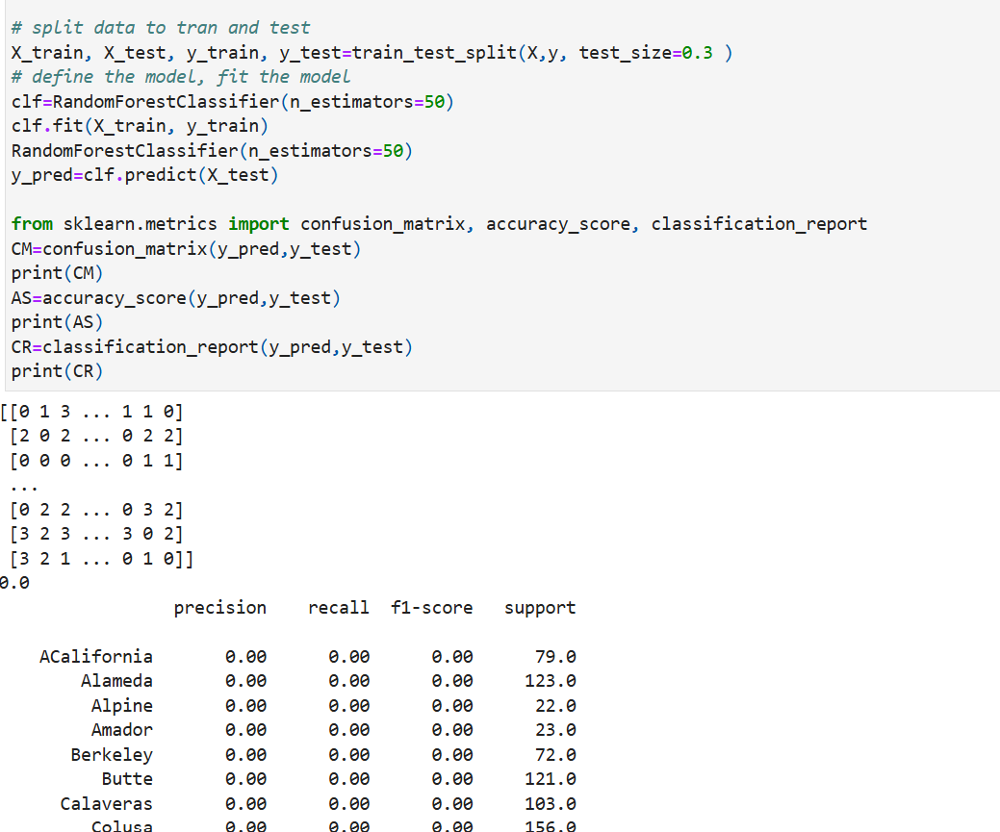 # split data to tran and test
X_train, X_test, y_train, y_test=train_test_split(X,y, test_size=0.3 )
# define the model, fit the model
clf=RandomForestClassifier(n_estimators=50)
clf.fit(X_train, y_train)
RandomForestClassifier(n_estimators=50)
y_pred=clf.predict(X_test)

from sklearn.metrics import confusion_matrix, accuracy_score, classification_report
CM=confusion_matrix(y_pred,y_test)
print(CM)
AS=accuracy_score(y_pred,y_test)
print(AS)
CR=classification_report(y_pred,y_test)
print(CR)
[[0 1 3 ... 1 1 0]
 [2 0 2 ... 0 2 2]
 [0 0 0 ... 0 1 1]
 ...
 [0 2 2 ... 0 3 2]
 [3 2 3 ... 3 0 2]
 [3 2 1 ... 0 1 0]]
0.0
precision recall f1-score support
ACalifornia 0.00 0.00 0.00 79.0
Alameda 0.00 0.00 0.00 123.0
Alpine 0.00 0.00 0.00 22.0
Amador 0.00 0.00 0.00 23.0
Berkeley 0.00 0.00 0.00 72.0
Butte 0.00 0.00 0.00 121.0
Calaveras 0.00 0.00 0.00 103.0
Colusa 0.00 0.00 0.00 156.0